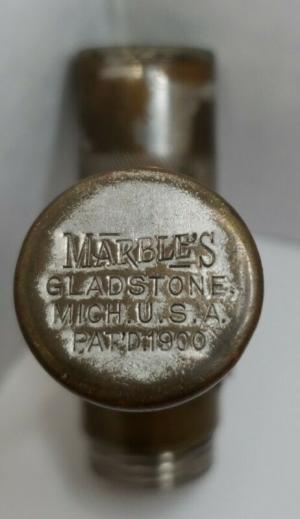 MARBLE'S
GLADSTONE,
MICH. U.S.A.
PAT'D.1900